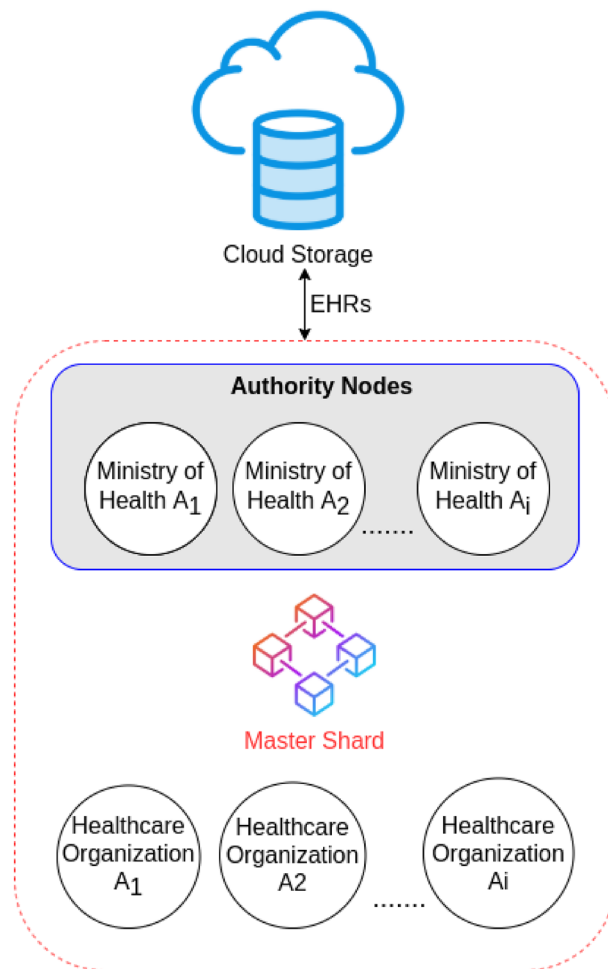 Cloud Storage
EHRs
Authority Nodes
Ministry of
Health A1
Ministry of
Health A2
.......
Ministry of
Health Ai
Master Shard
Healthcare
Organization
A1
Healthcare
Organization
A2
.......
Healthcare
Organization
Ai